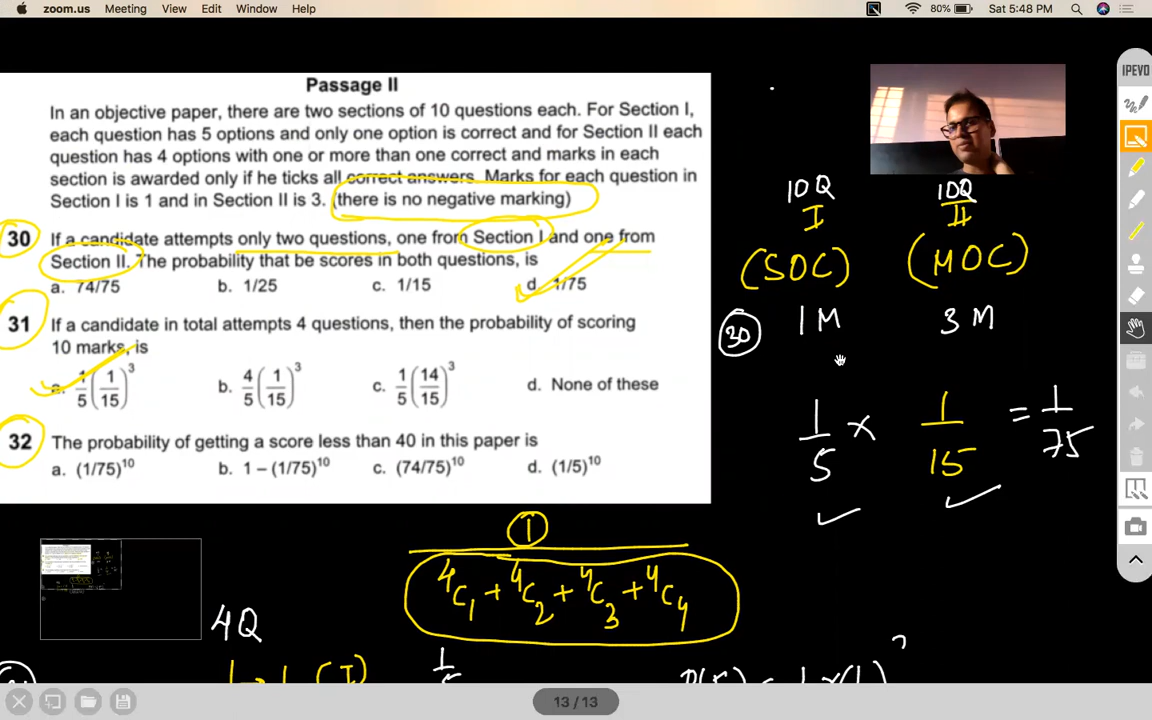 zoom.us Meeting View Edit Window Help 80% Sat 5:48 PM
IPEVO
Passage II
In an objective paper, there are two sections of 10 questions each. For Section I,
each question has 5 options and only one option is correct and for Section II each
question has 4 options with one or more than one correct and marks in each
section is awarded only if he ticks all correct answers. Marks for each question in
Section I is 1 and in Section II is 3. (there is no negative marking)
30 If a candidate attempts only two questions, one from Section I and one from
Section II. The probability that be scores in both questions, is
a. 74/75 b. 1/25 c. 1/15 d. 1/75
31 If a candidate in total attempts 4 questions, then the probability of scoring
10 marks, is
a. 1/5 (1/15)³ b. 4/5 (1/15)³ c. 1/5 (14/15)³ d. None of these
32 The probability of getting a score less than 40 in this paper is
a. (1/75)¹⁰ b. 1 – (1/75)¹⁰ c. (74/75)¹⁰ d. (1/5)¹⁰
10Q 10Q
I II
(SOC) (MOC)
30 1M 3M
1/5 × 1/15 = 1/75
1
⁴C₁ + ⁴C₂ + ⁴C₃ + ⁴C₄
4Q
13 / 13